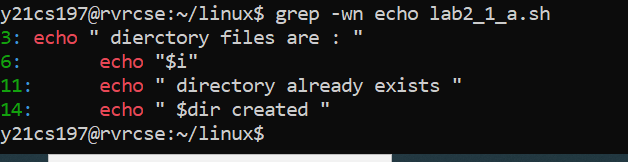 y21cs197@rvrcse:~/linux$ grep -wn echo lab2_1_a.sh
3: echo " dierctory files are : "
6:       echo "$i"
11:      echo " directory already exists "
14:      echo " $dir created "
y21cs197@rvrcse:~/linux$